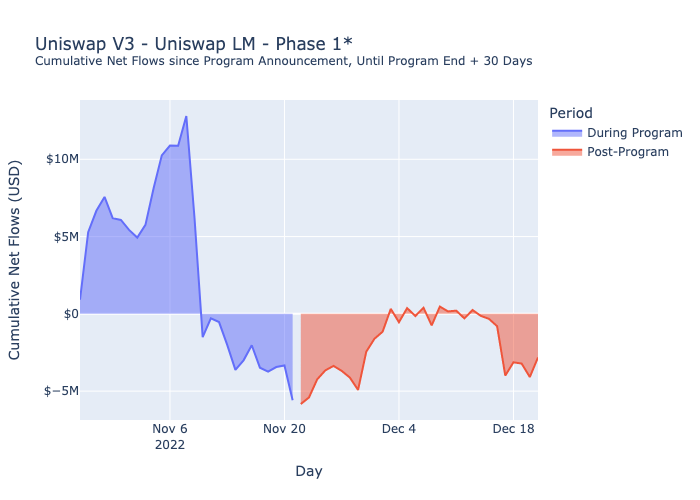 Uniswap V3 - Uniswap LM - Phase 1*
Cumulative Net Flows since Program Announcement, Until Program End + 30 Days
Period
During Program
Post-Program
Cumulative Net Flows (USD)
$10M
$5M
$0
$−5M
Nov 6
2022
Nov 20
Dec 4
Dec 18
Day